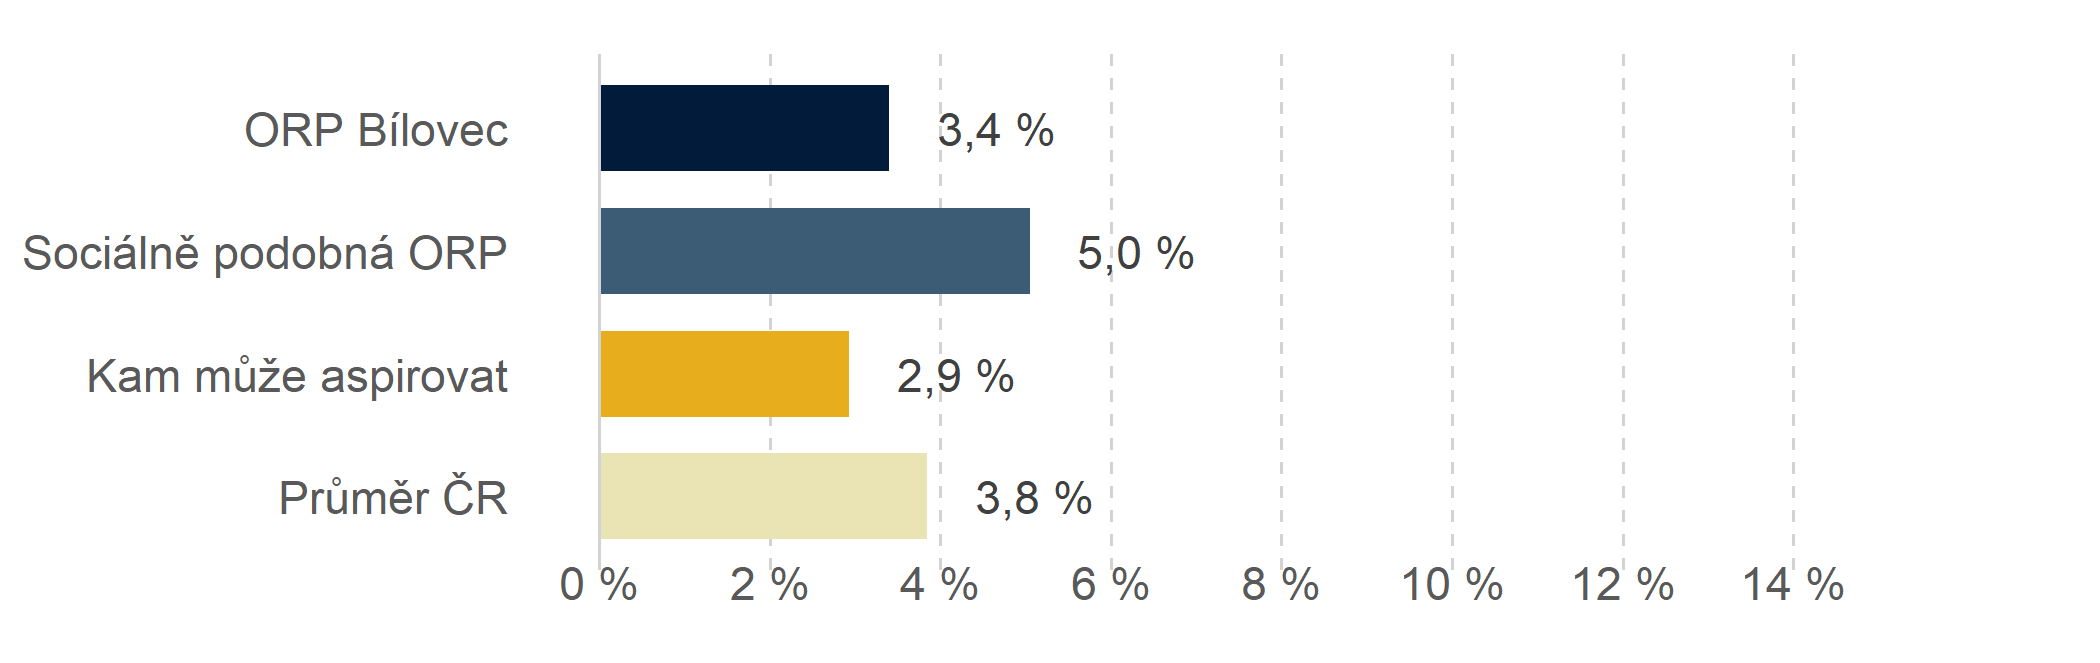 ORP Bílovec 3,4 %
Sociálně podobná ORP 5,0 %
Kam může aspirovat 2,9 %
Průměr ČR 3,8 %
0 % 2 % 4 % 6 % 8 % 10 % 12 % 14 %